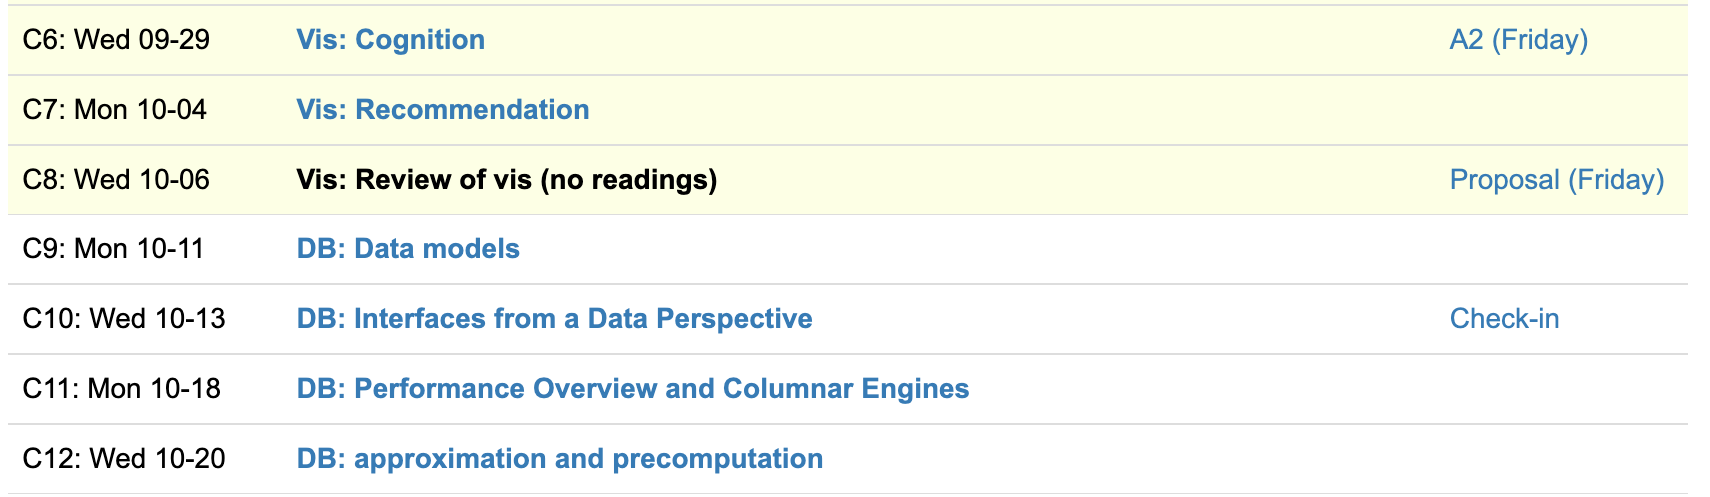 C6: Wed 09-29 Vis: Cognition A2 (Friday)
C7: Mon 10-04 Vis: Recommendation
C8: Wed 10-06 Vis: Review of vis (no readings) Proposal (Friday)
C9: Mon 10-11 DB: Data models
C10: Wed 10-13 DB: Interfaces from a Data Perspective Check-in
C11: Mon 10-18 DB: Performance Overview and Columnar Engines
C12: Wed 10-20 DB: approximation and precomputation